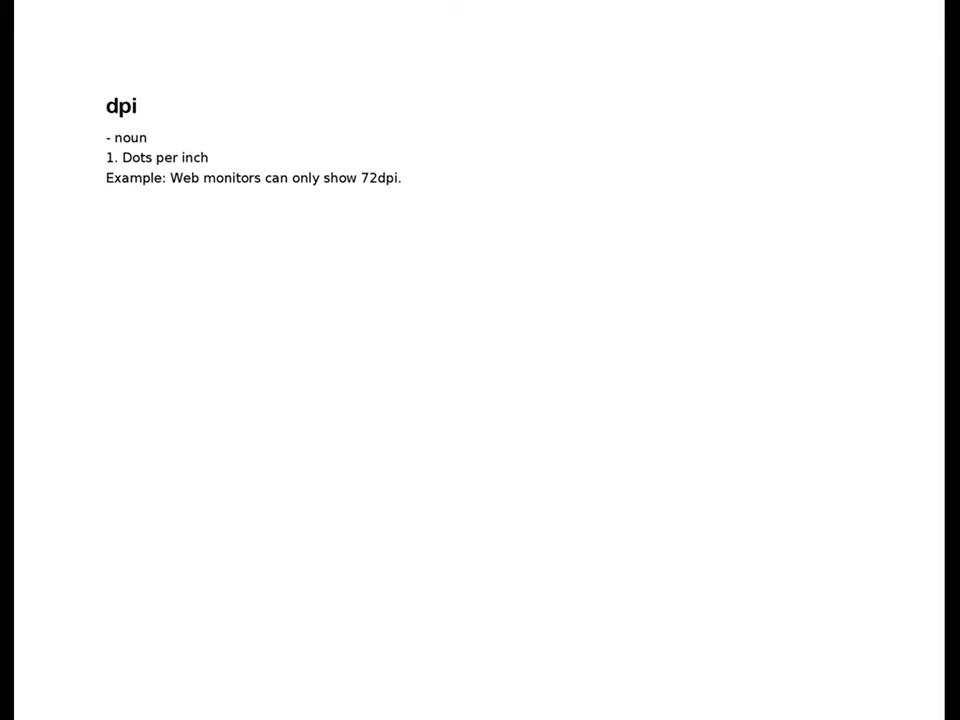 dpi
- noun
1. Dots per inch
Example: Web monitors can only show 72dpi.